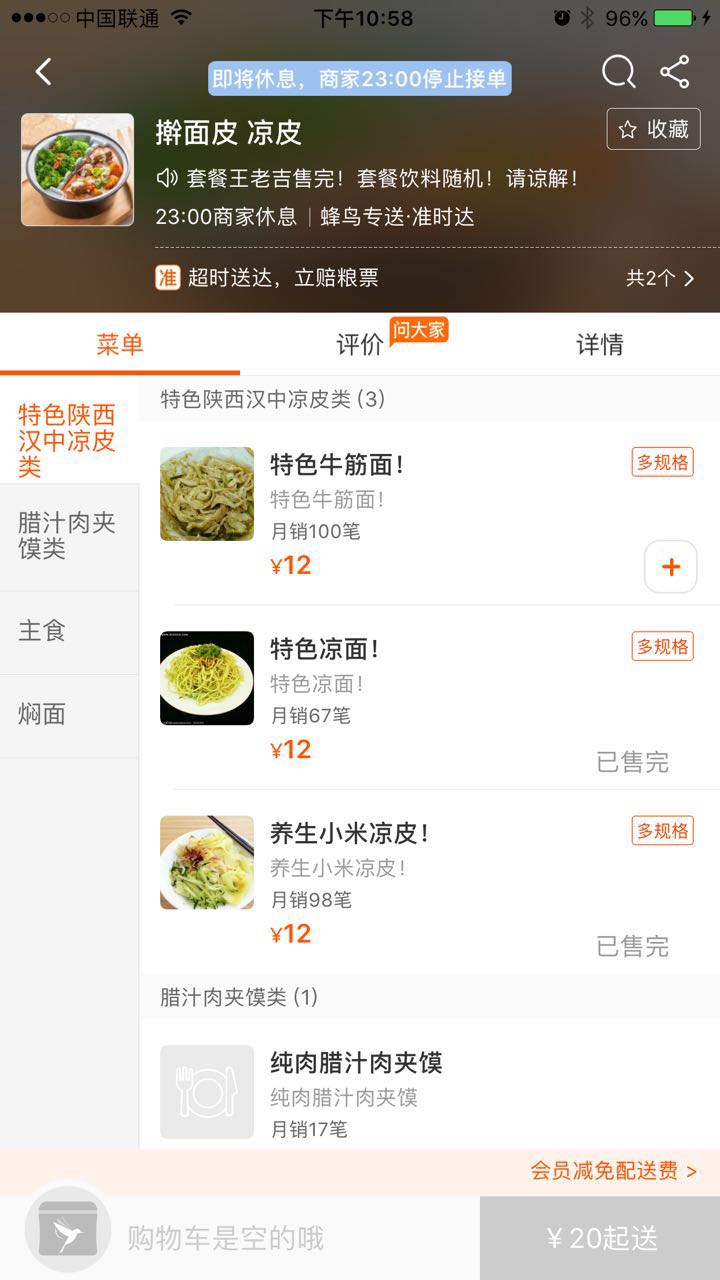 中国联通
下午10:58
96%
即将休息，商家23:00停止接单
擀面皮 凉皮
收藏
套餐王老吉售完！套餐饮料随机！请谅解！
23:00商家休息
蜂鸟专送·准时达
准 超时送达，立赔粮票
共2个
菜单
评价
问大家
详情
特色陕西
汉中凉皮
类
腊汁肉夹
馍类
主食
焖面
特色陕西汉中凉皮类 (3)
特色牛筋面！
多规格
特色牛筋面！
月销100笔
¥12
特色凉面！
多规格
特色凉面！
月销67笔
¥12
已售完
养生小米凉皮！
多规格
养生小米凉皮！
月销98笔
¥12
已售完
腊汁肉夹馍类 (1)
纯肉腊汁肉夹馍
纯肉腊汁肉夹馍
月销17笔
会员减免配送费 >
购物车是空的哦
¥20起送